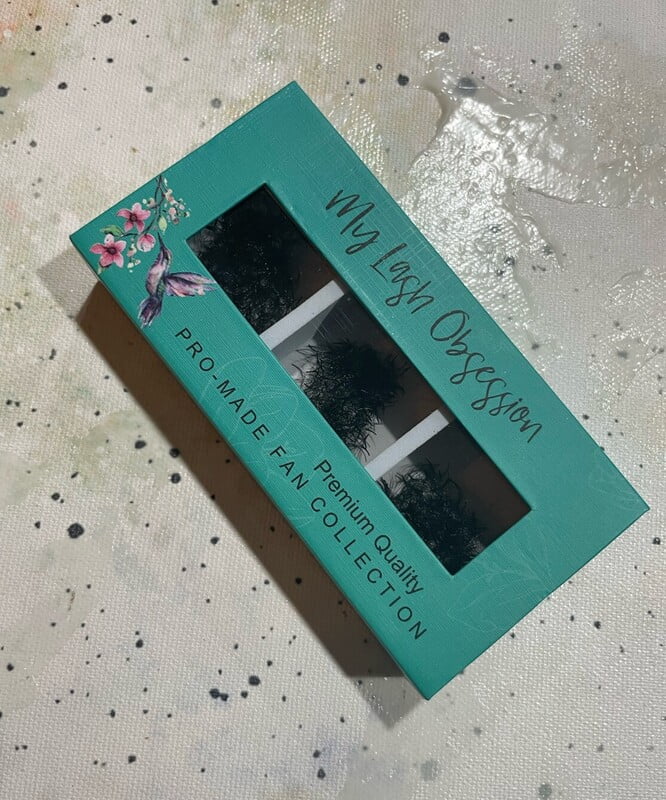 My Lash Obsession
Premium Quality
PRO-MADE FAN COLLECTION